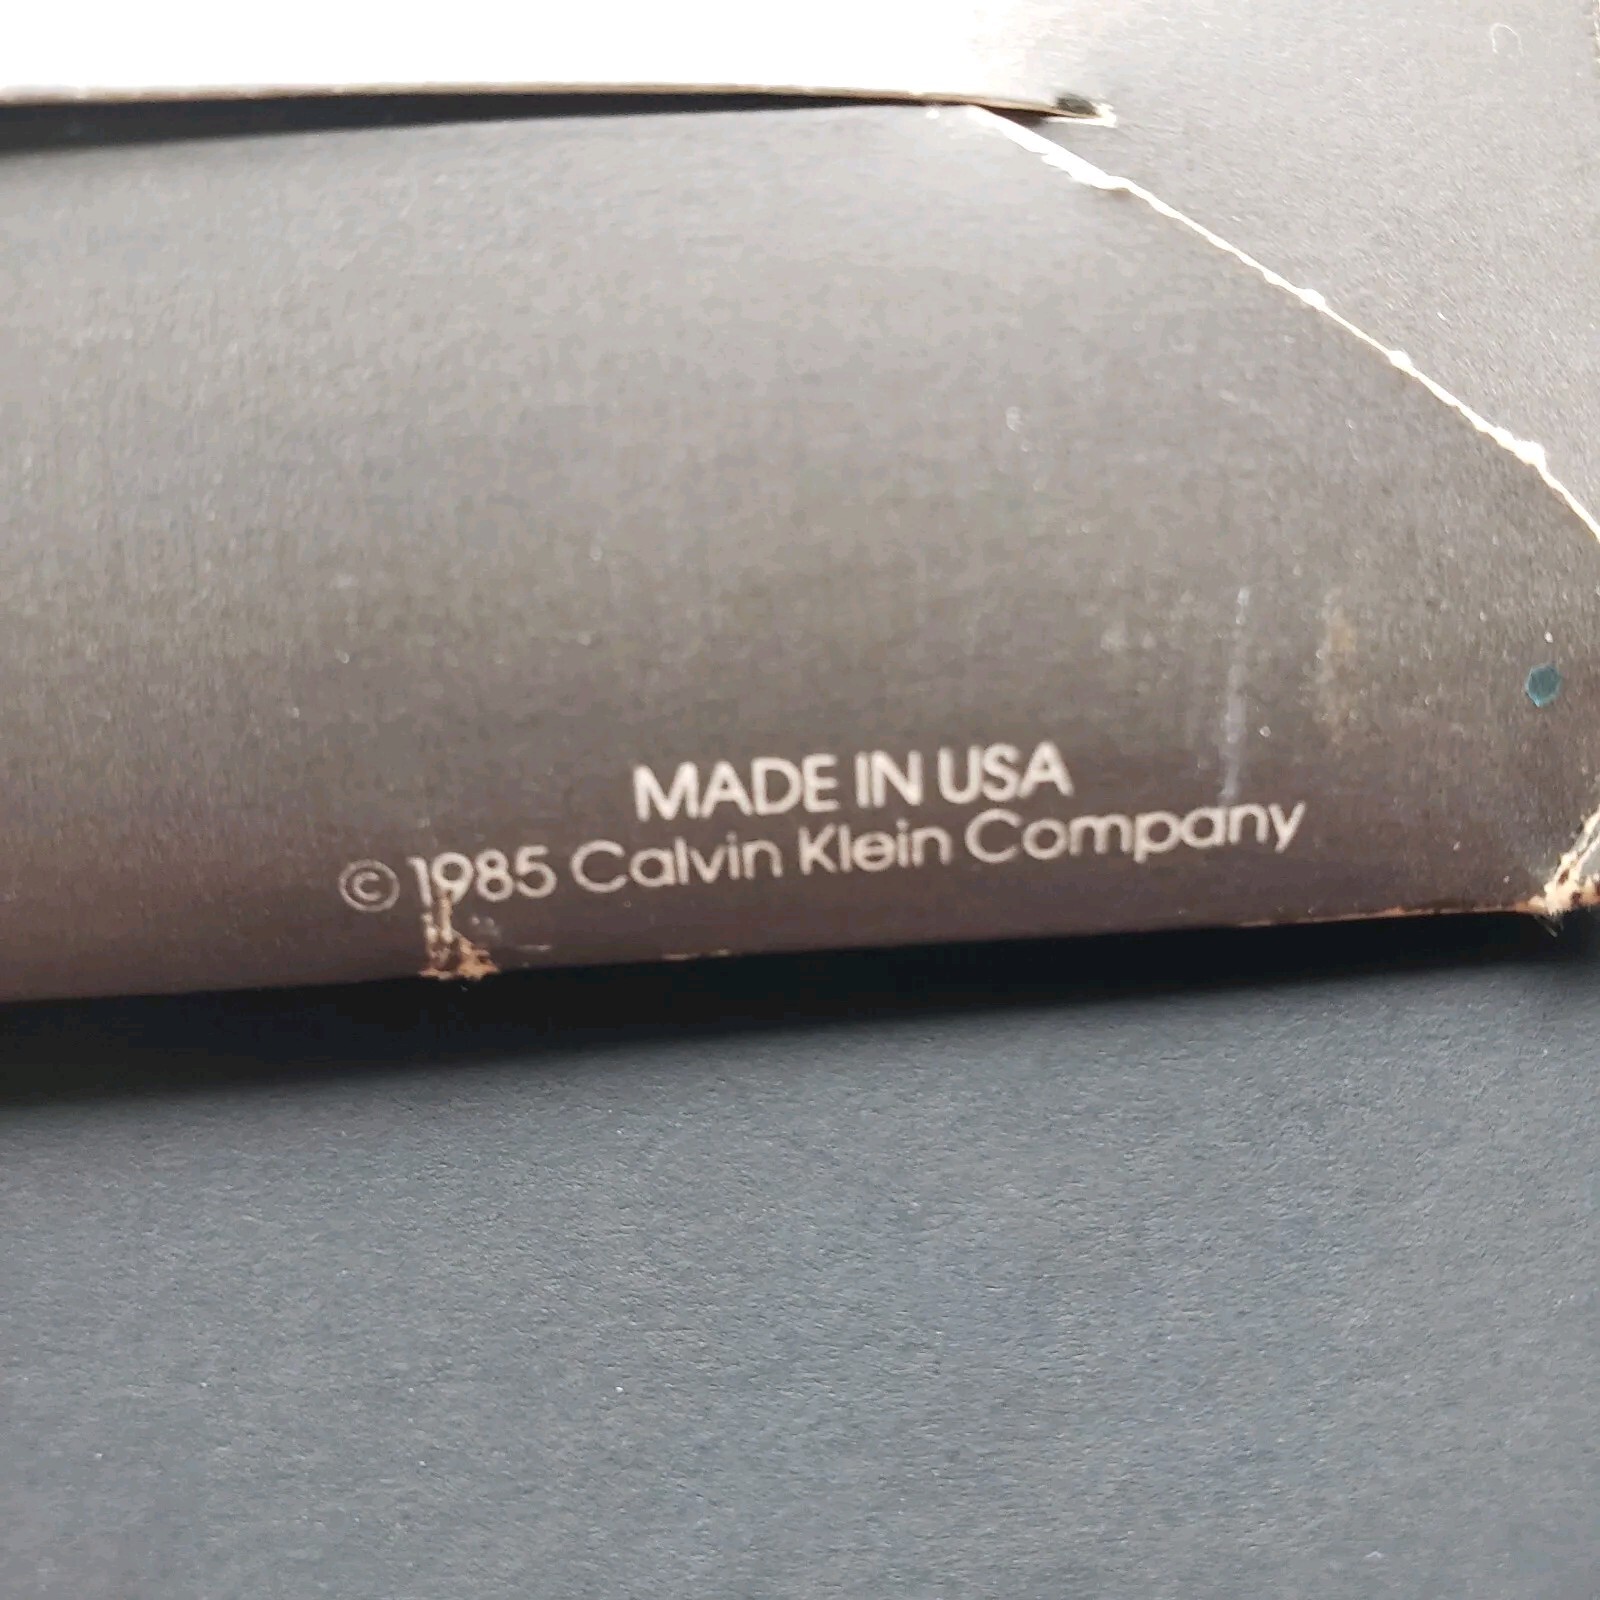 MADE IN USA
© 1985 Calvin Klein Company